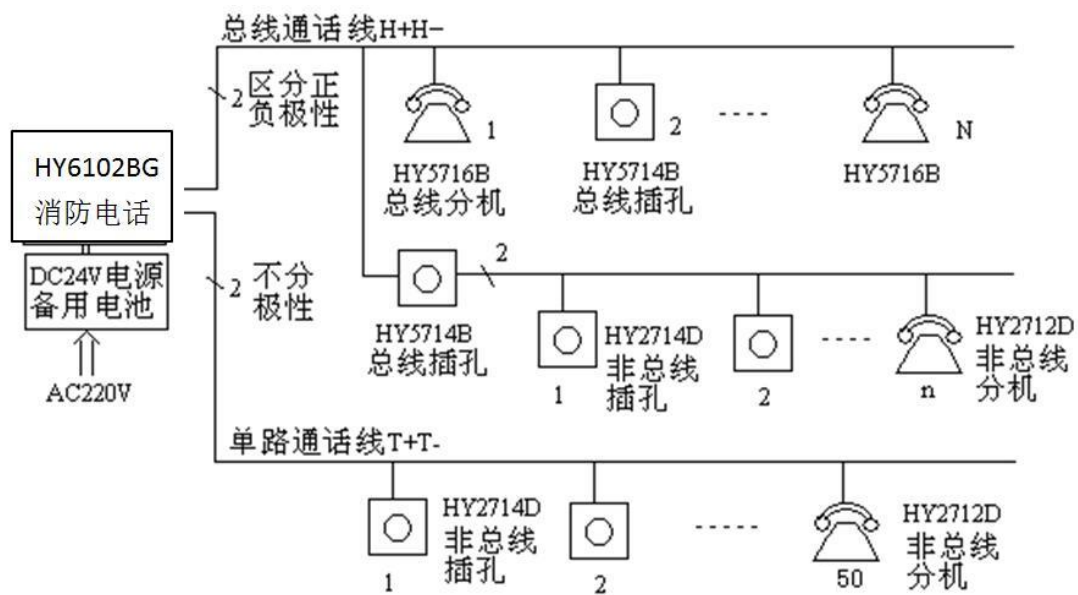 总线通话线H+H-
2 区分正
负极性
HY6102BG
消防电话
DC24V电源
备用电池
AC220V
1
HY5716B
总线分机
2
HY5714B
总线插孔
-----
N
HY5716B
2 不分
极性
2
HY5714B
总线插孔
HY2714D
非总线
插孔
1
2
-----
HY2712D
非总线
分机
n
单路通话线T+T-
HY2714D
非总线
插孔
1
2
-----
HY2712D
非总线
分机
50